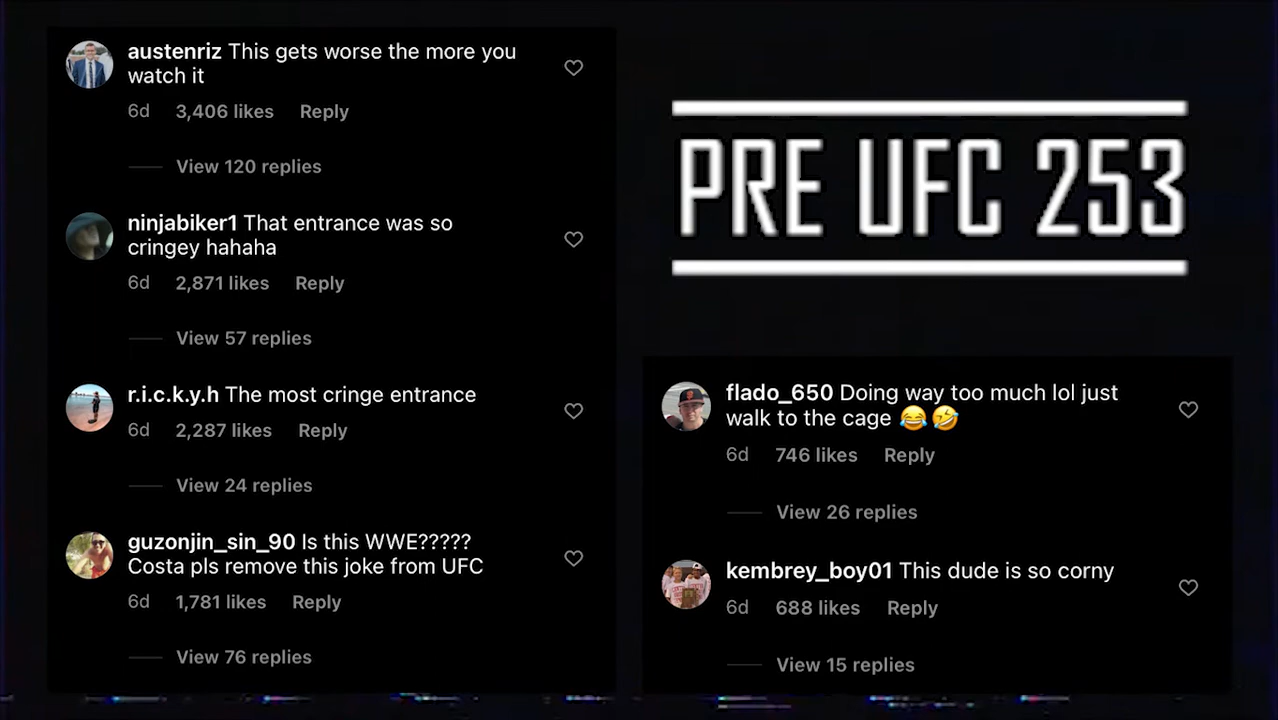 austenriz This gets worse the more you
watch it
6d 3,406 likes Reply
View 120 replies
ninjabiker1 That entrance was so
cringey hahaha
6d 2,871 likes Reply
View 57 replies
r.i.c.k.y.h The most cringe entrance
6d 2,287 likes Reply
View 24 replies
guzonjin_sin_90 Is this WWE?????
Costa pls remove this joke from UFC
6d 1,781 likes Reply
View 76 replies
PRE UFC 253
flado_650 Doing way too much lol just
walk to the cage 😂🤣
6d 746 likes Reply
View 26 replies
kembrey_boy01 This dude is so corny
6d 688 likes Reply
View 15 replies